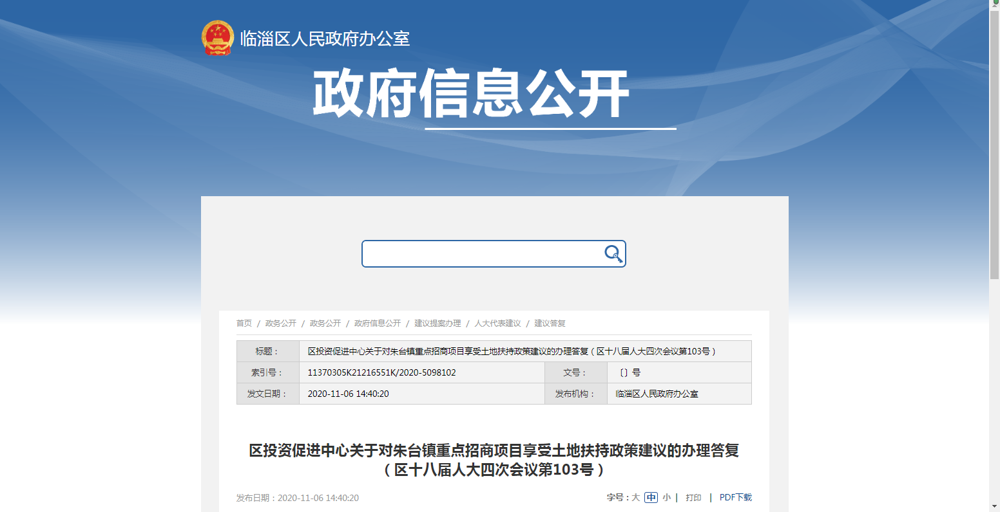 临淄区人民政府办公室
政府信息公开
首页 / 政务公开 / 政务公开 / 政府信息公开 / 建议提案办理 / 人大代表建议 / 建议答复
标题： 区投资促进中心关于对朱台镇重点招商项目享受土地扶持政策建议的办理答复（区十八届人大四次会议第103号）
索引号： 11370305K21216551K/2020-5098102 文号： 〔〕号
发文日期： 2020-11-06 14:40:20 发布机构： 临淄区人民政府办公室
区投资促进中心关于对朱台镇重点招商项目享受土地扶持政策建议的办理答复
（区十八届人大四次会议第103号）
发布日期：2020-11-06 14:40:20 字号：大 中 小 | 打印 | PDF下载